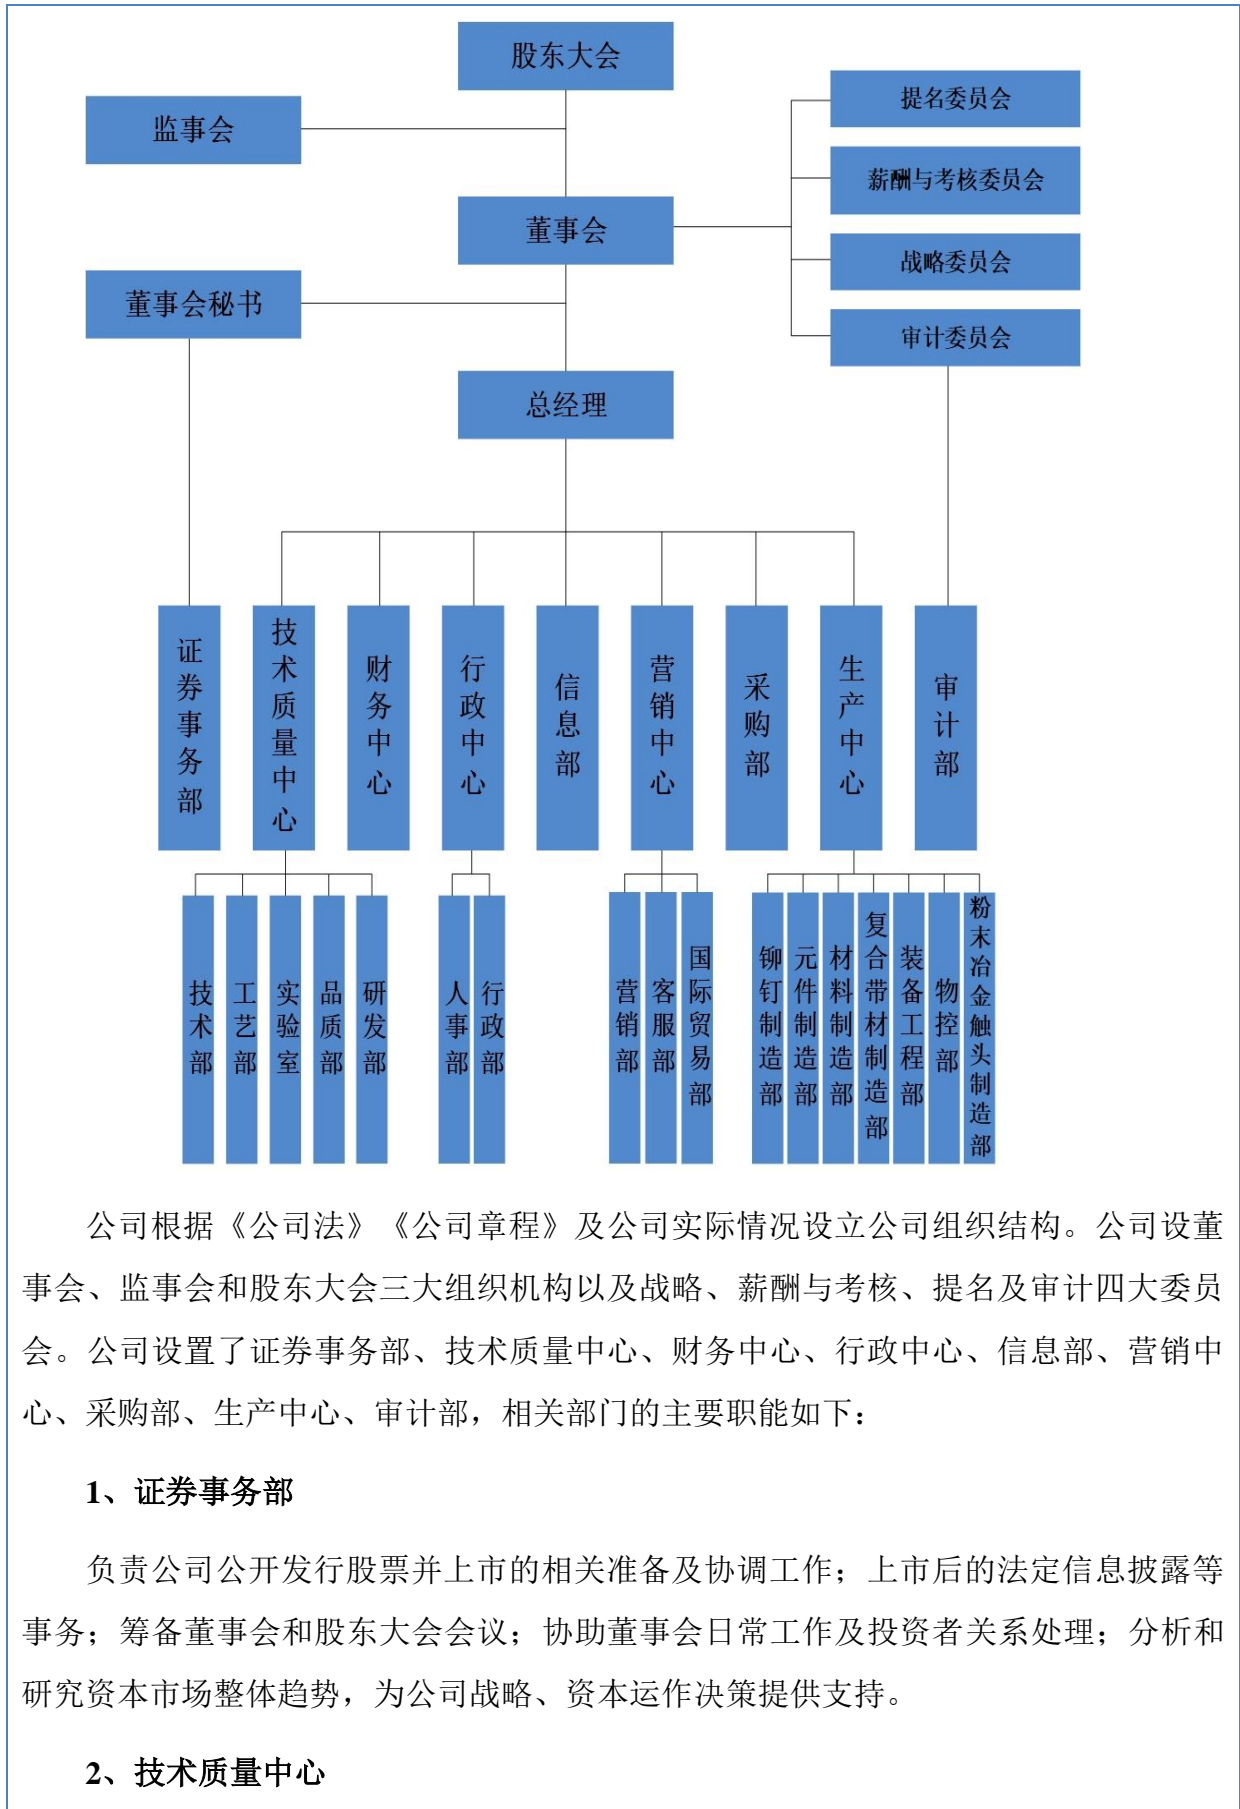 股东大会
监事会
提名委员会
薪酬与考核委员会
董事会
战略委员会
董事会秘书
审计委员会
总经理
证券事务部
技术质量中心
财务中心
行政中心
信息部
营销中心
采购部
生产中心
审计部
技术部
工艺部
实验室
品质部
研发部
人事部
行政部
营销部
客服部
国际贸易部
铆钉制造部
元件制造部
材料制造部
复合带材制造部
装备工程部
物控部
粉末冶金触头制造部
公司根据《公司法》《公司章程》及公司实际情况设立公司组织结构。公司设董
事会、监事会和股东大会三大组织机构以及战略、薪酬与考核、提名及审计四大委员
会。公司设置了证券事务部、技术质量中心、财务中心、行政中心、信息部、营销中
心、采购部、生产中心、审计部，相关部门的主要职能如下：
1、证券事务部
负责公司公开发行股票并上市的相关准备及协调工作；上市后的法定信息披露等
事务；筹备董事会和股东大会会议；协助董事会日常工作及投资者关系处理；分析和
研究资本市场整体趋势，为公司战略、资本运作决策提供支持。
2、技术质量中心